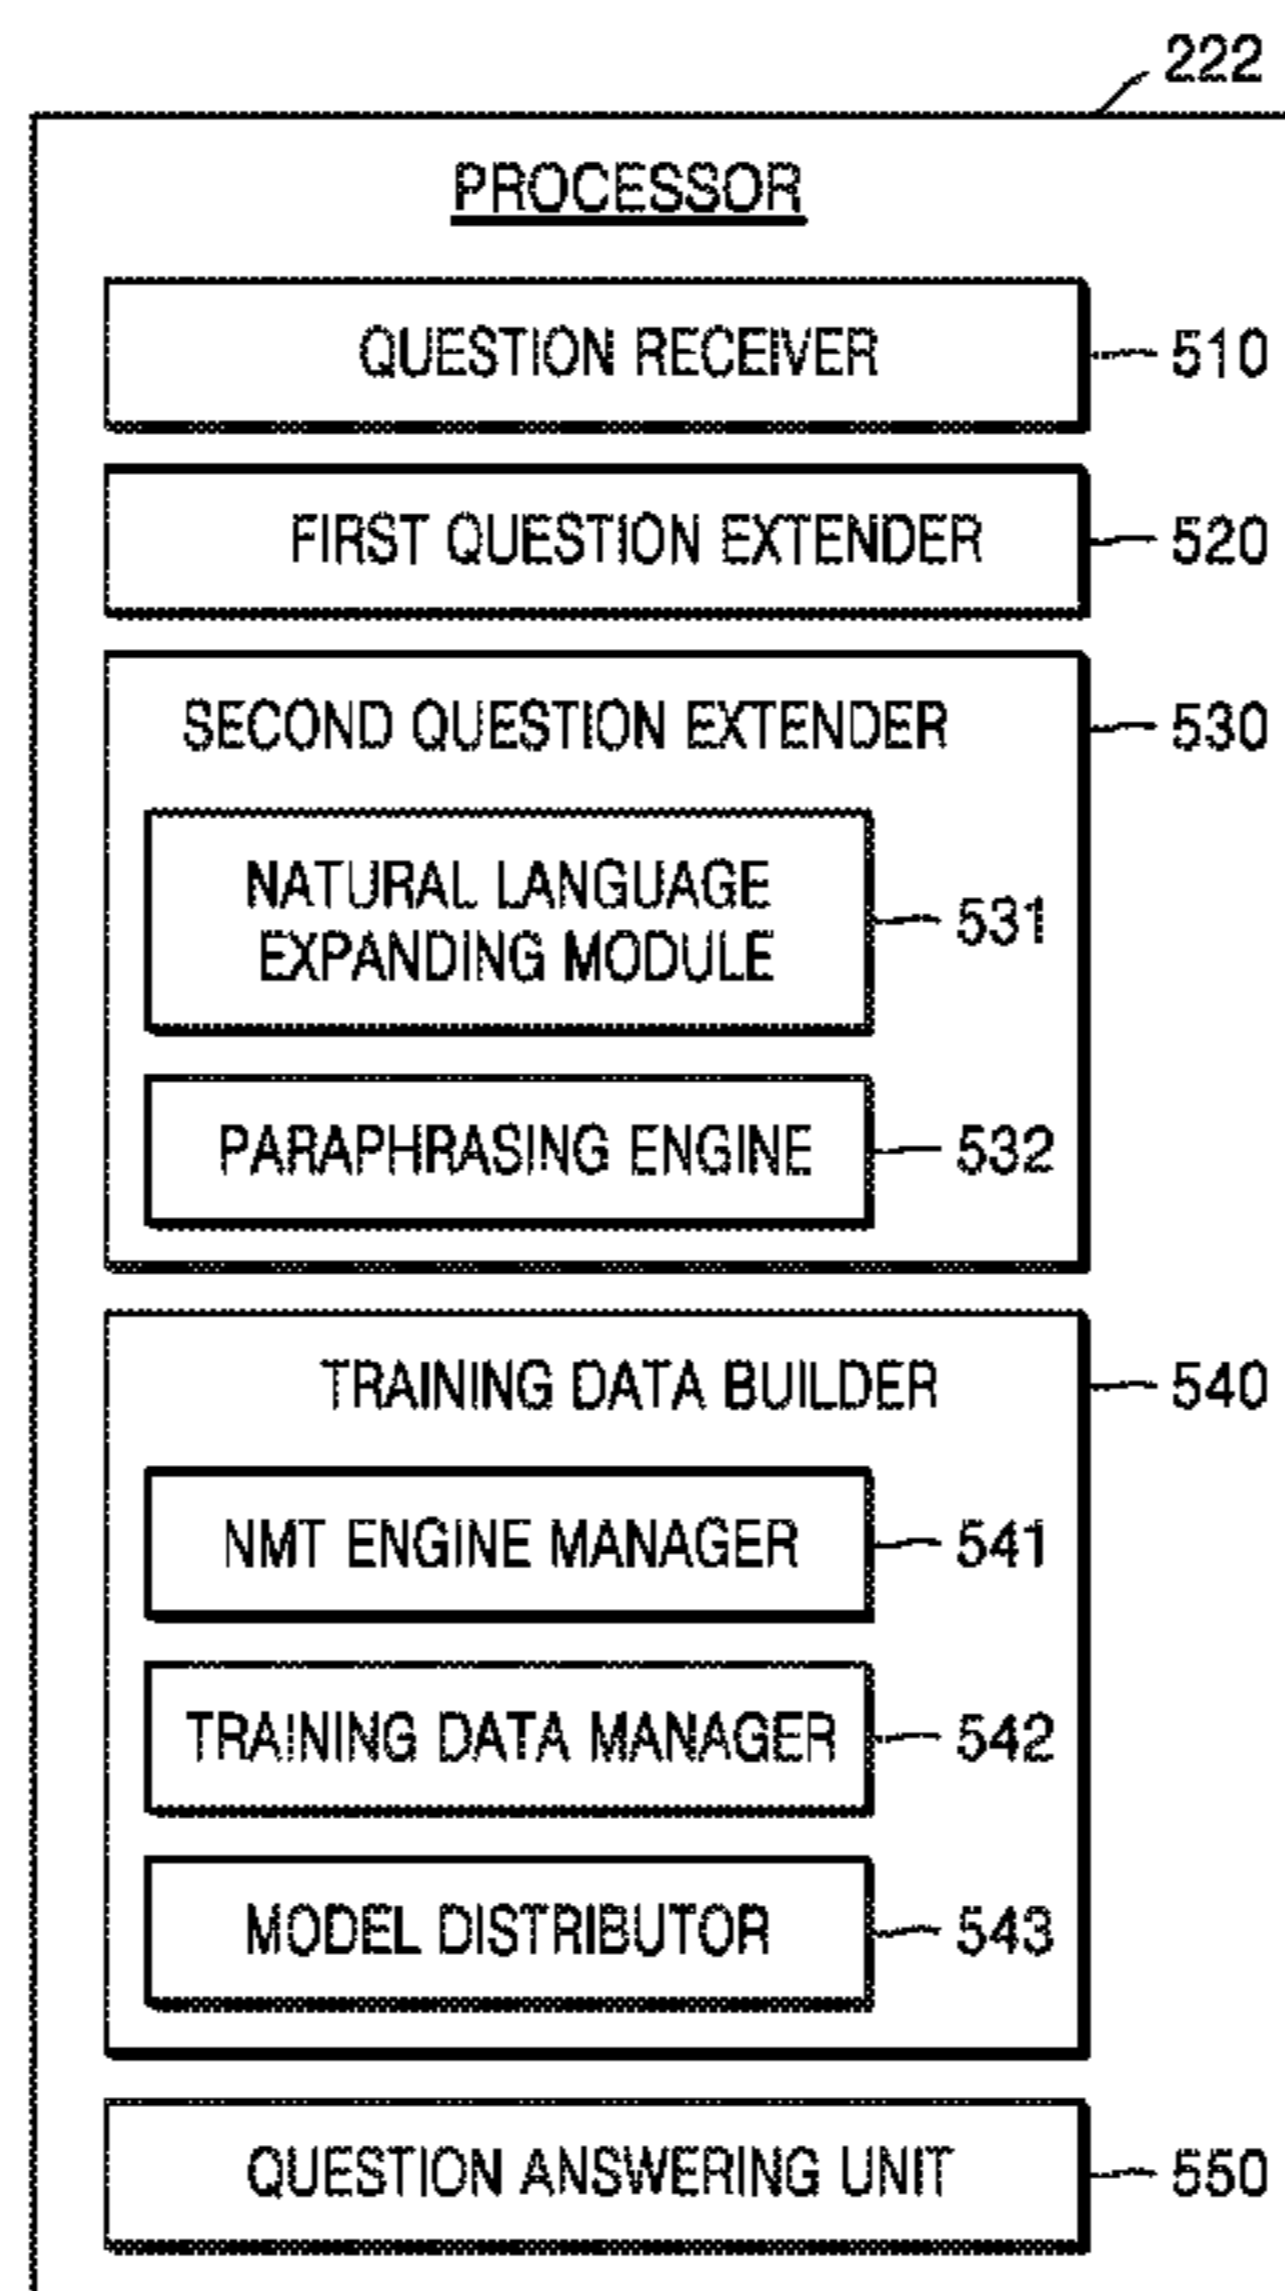 222
PROCESSOR
QUESTION RECEIVER 510
FIRST QUESTION EXTENDER 520
SECOND QUESTION EXTENDER 530
NATURAL LANGUAGE
EXPANDING MODULE 531
PARAPHRASING ENGINE 532
TRAINING DATA BUILDER 540
NMT ENGINE MANAGER 541
TRAINING DATA MANAGER 542
MODEL DISTRIBUTOR 543
QUESTION ANSWERING UNIT 550